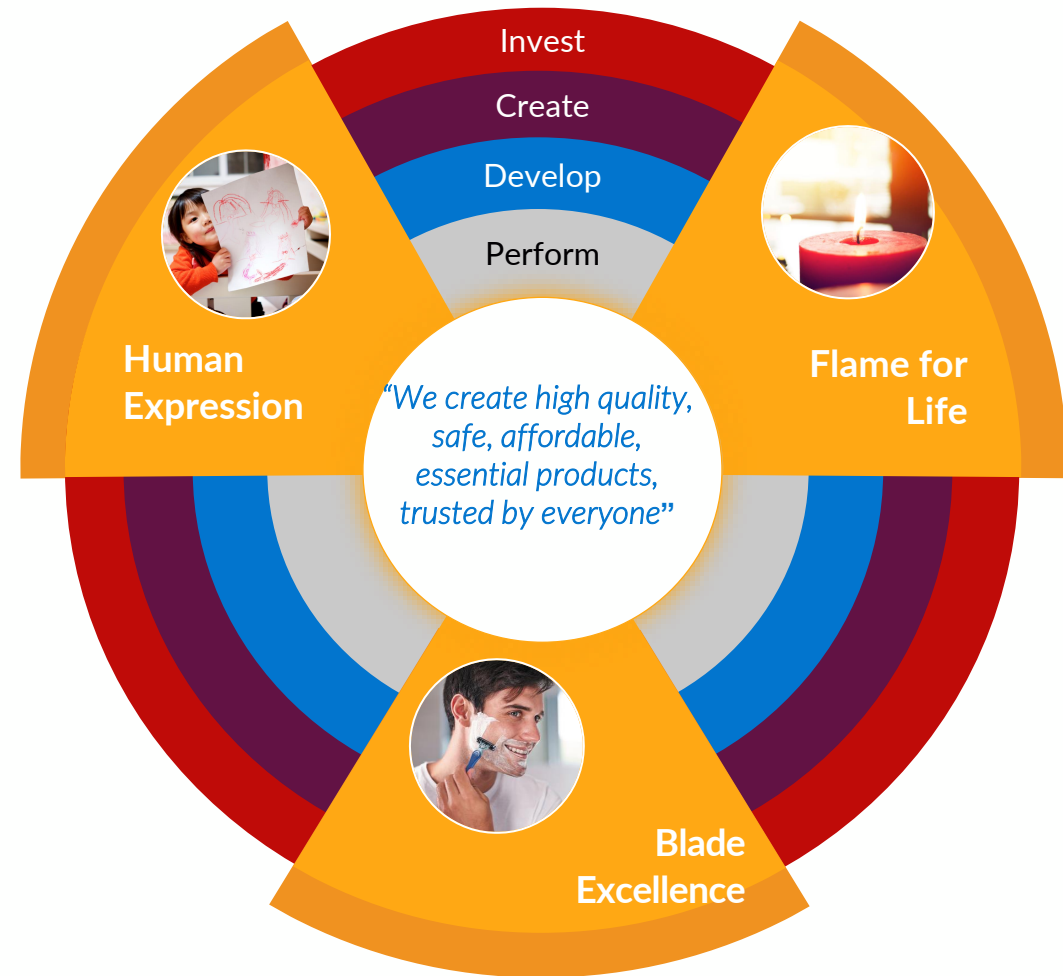 Invest
Create
Develop
Perform
Human
Expression
Flame for
Life
“We create high quality,
safe, affordable,
essential products,
trusted by everyone”
Blade
Excellence